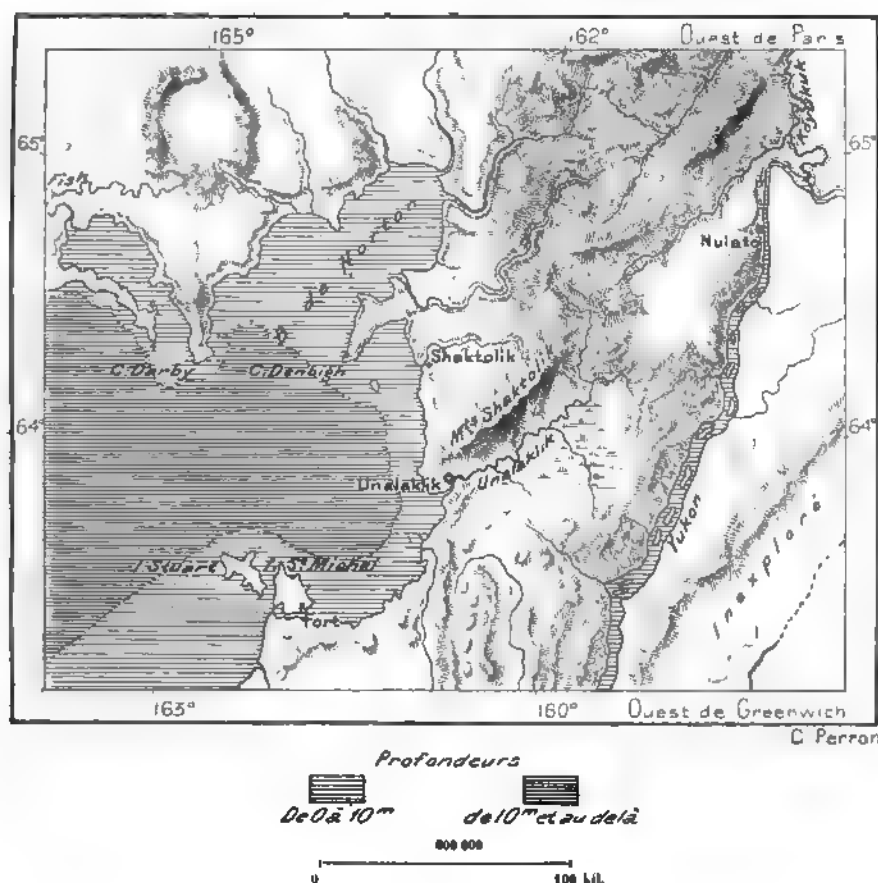 165° 162° Ouest de Paris
65° 65°
Fish
Koyukuk
de Norton
Nulato
C. Darby C. Denbigh
Shaktolik
Mts Shaktolik
64° 64°
Unalaklik
Unalaklik
Yukon
Inexploré
I. Stuart I. St Michel
Fort
163° 160° Ouest de Greenwich
C. Perron
Profondeurs
De 0 à 10m de 10m et au delà
0 100 kil.